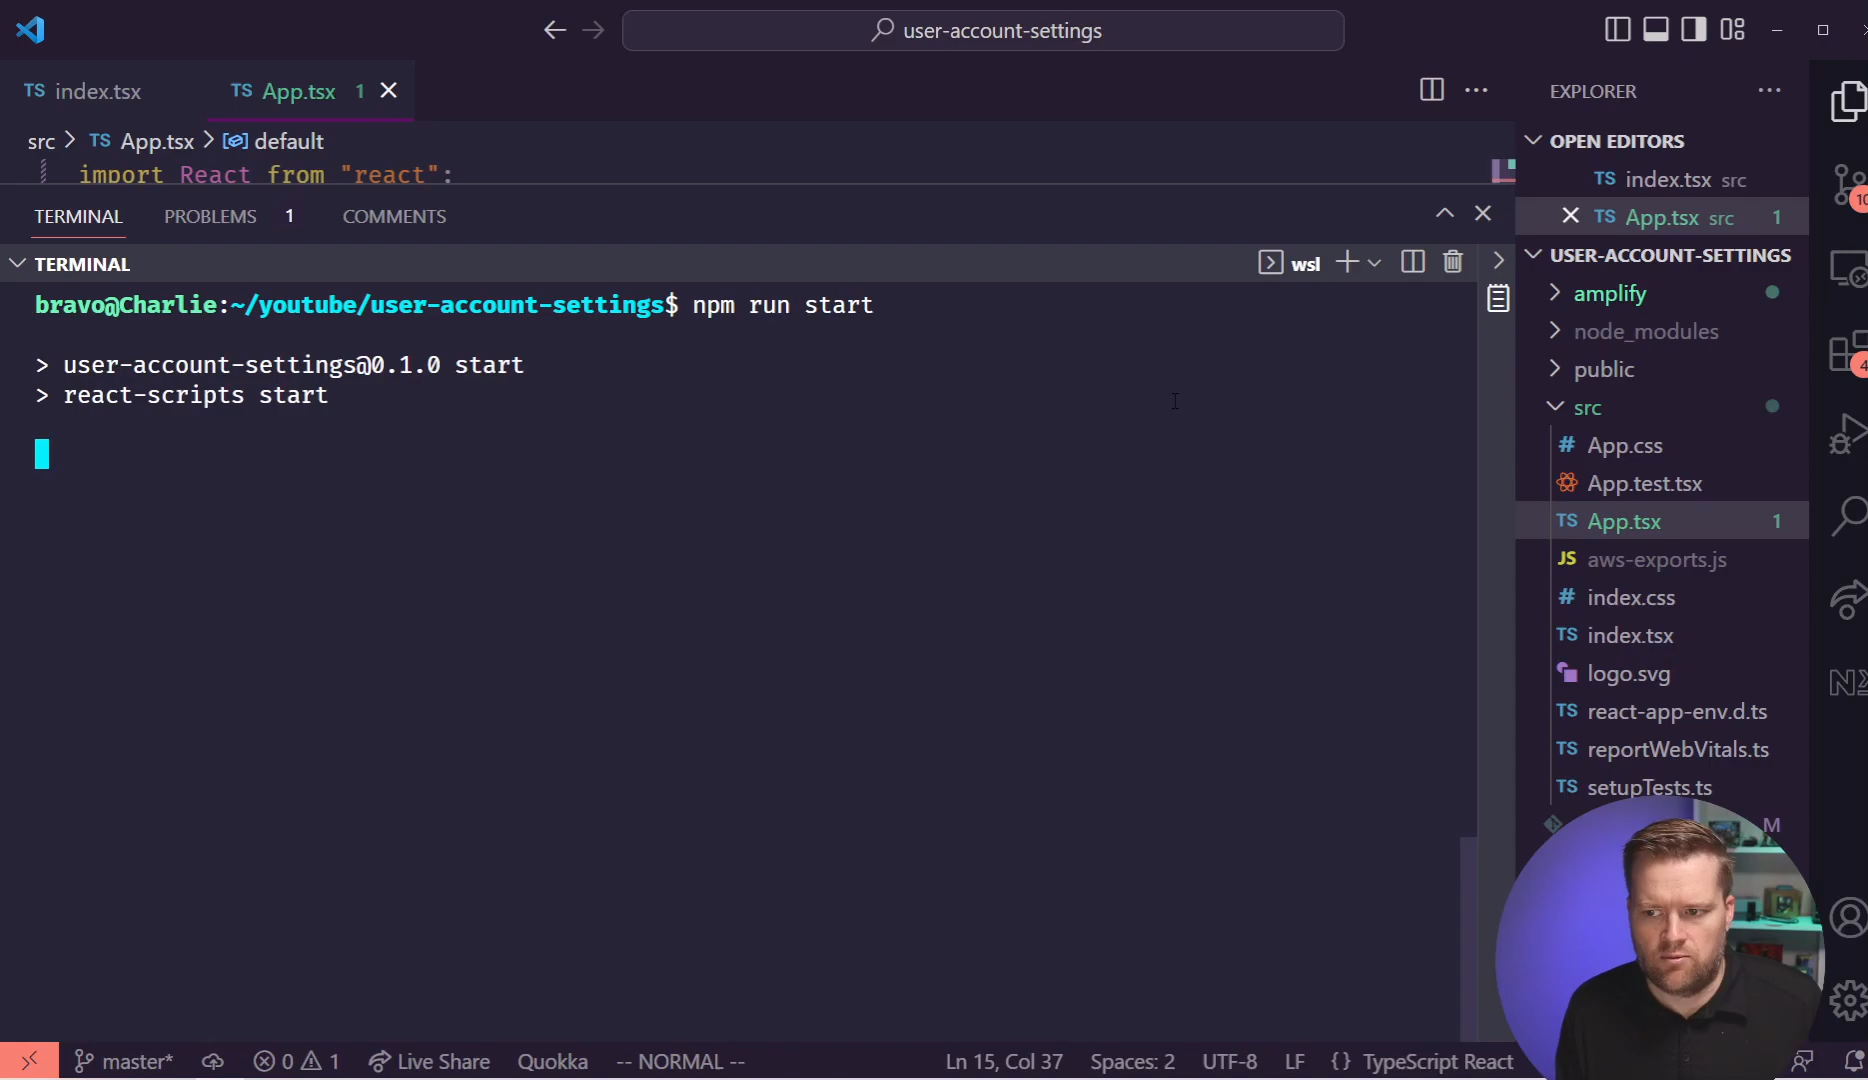 user-account-settings
TS index.tsx
TS App.tsx 1
EXPLORER
src > TS App.tsx > default
import React from "react";
TERMINAL PROBLEMS 1 COMMENTS
TERMINAL
wsl
bravo@Charlie:~/youtube/user-account-settings$ npm run start
> user-account-settings@0.1.0 start
> react-scripts start
OPEN EDITORS
TS index.tsx src
TS App.tsx src 1
USER-ACCOUNT-SETTINGS
amplify
node_modules
public
src
# App.css
App.test.tsx
TS App.tsx 1
JS aws-exports.js
# index.css
TS index.tsx
logo.svg
TS react-app-env.d.ts
TS reportWebVitals.ts
TS setupTests.ts
M
10
4
master* 0 1 Live Share Quokka -- NORMAL -- Ln 15, Col 37 Spaces: 2 UTF-8 LF {} TypeScript React